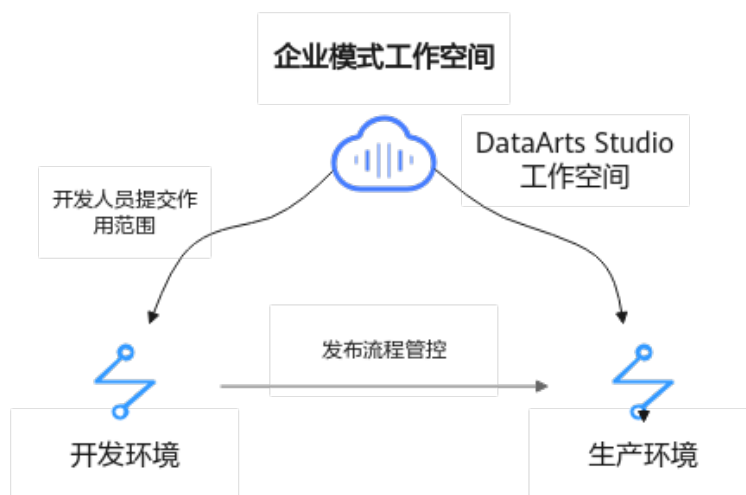 企业模式工作空间
DataArts Studio
工作空间
开发人员提交作
用范围
发布流程管控
开发环境
生产环境